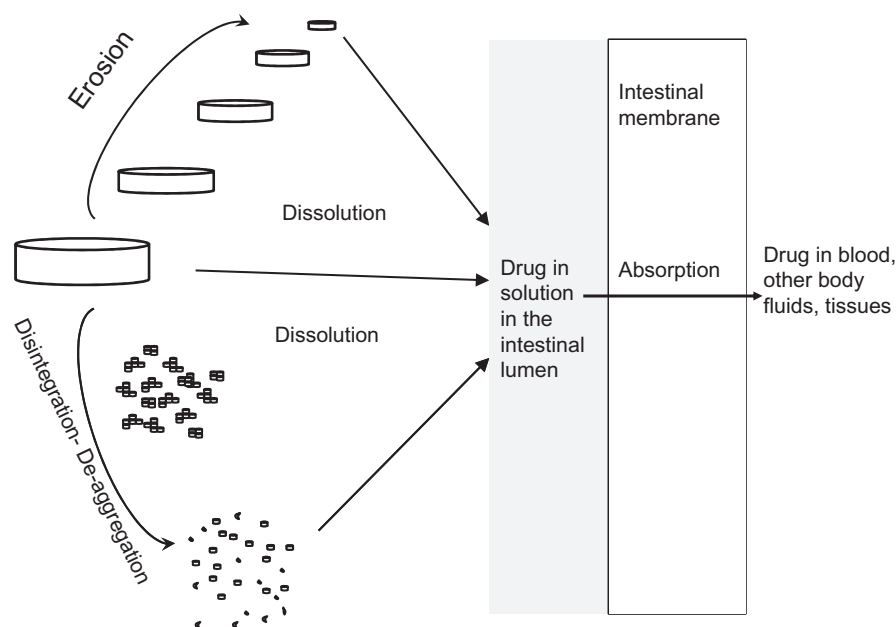 Erosion
Intestinal
membrane
Dissolution
Drug in
solution
in the
intestinal
lumen
Absorption
Drug in blood,
other body
fluids, tissues
Dissolution
Disintegration- De-aggregation